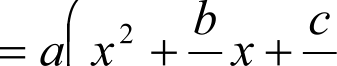 = a( x² + b/x + c/